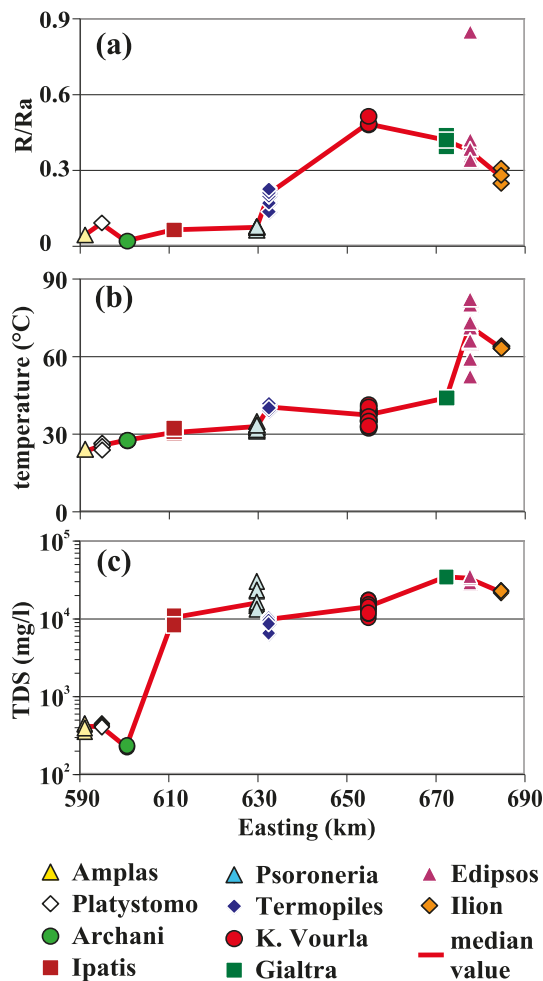 (a)
0.9
0.6
0.3
0
R/Ra
(b)
90
60
30
0
temperature (°C)
(c)
10⁵
10⁴
10³
10²
TDS (mg/l)
590 610 630 650 670 690
Easting (km)
Amplas Psoroneria Edipsos
Platystomo Termopiles Ilion
Archani K. Vourla median
Ipatis Gialtra value